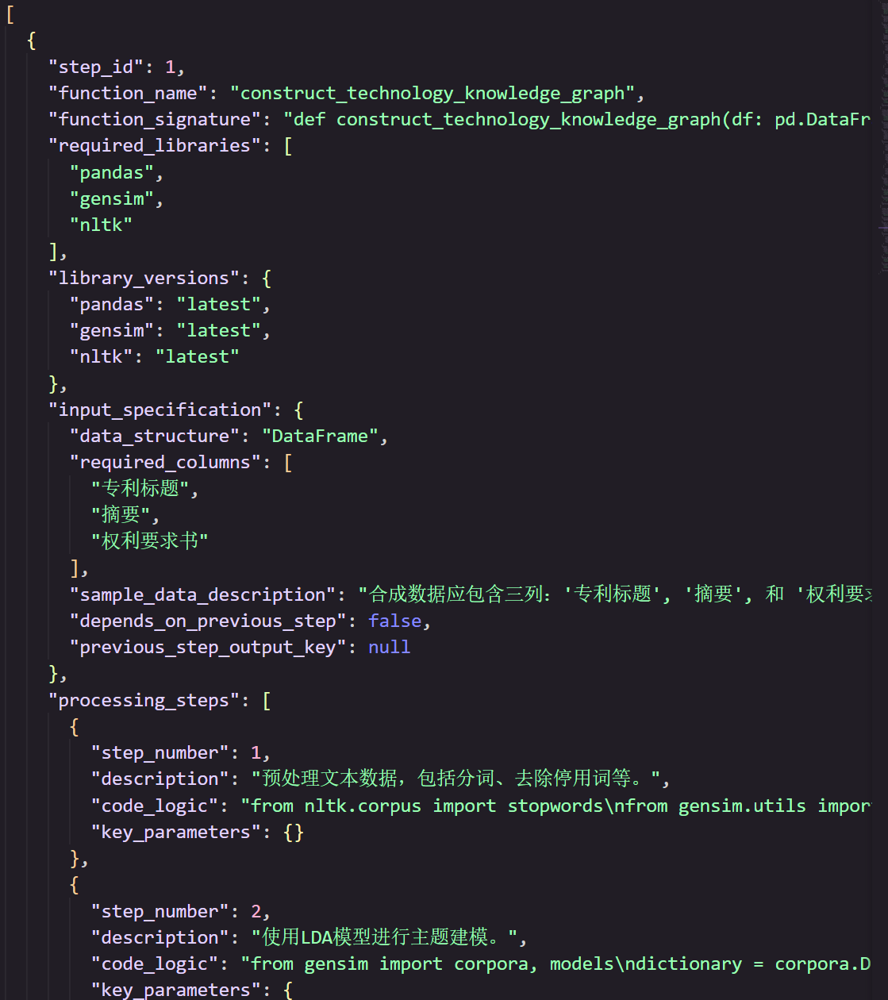 [
  {
    "step_id": 1,
    "function_name": "construct_technology_knowledge_graph",
    "function_signature": "def construct_technology_knowledge_graph(df: pd.DataFr
    "required_libraries": [
      "pandas",
      "gensim",
      "nltk"
    ],
    "library_versions": {
      "pandas": "latest",
      "gensim": "latest",
      "nltk": "latest"
    },
    "input_specification": {
      "data_structure": "DataFrame",
      "required_columns": [
        "专利标题",
        "摘要",
        "权利要求书"
      ],
      "sample_data_description": "合成数据应包含三列：'专利标题', '摘要', 和 '权利要
      "depends_on_previous_step": false,
      "previous_step_output_key": null
    },
    "processing_steps": [
      {
        "step_number": 1,
        "description": "预处理文本数据，包括分词、去除停用词等。",
        "code_logic": "from nltk.corpus import stopwords\nfrom gensim.utils impor
        "key_parameters": {}
      },
      {
        "step_number": 2,
        "description": "使用LDA模型进行主题建模。",
        "code_logic": "from gensim import corpora, models\ndictionary = corpora.D
        "key_parameters": {